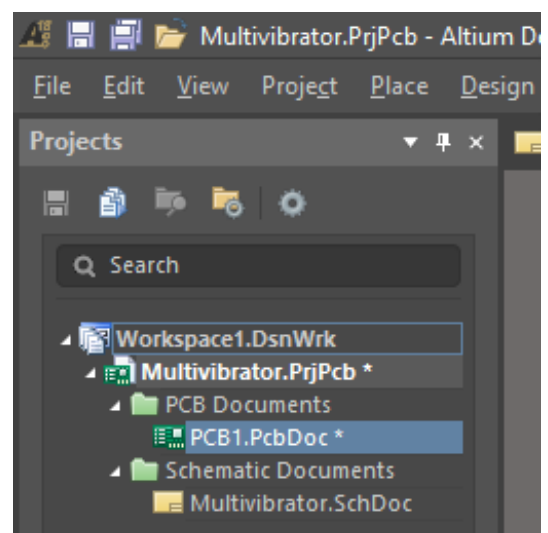 Multivibrator.PrjPcb - Altium De
File Edit View Project Place Design
Projects
Search
Workspace1.DsnWrk
Multivibrator.PrjPcb *
PCB Documents
PCB1.PcbDoc *
Schematic Documents
Multivibrator.SchDoc